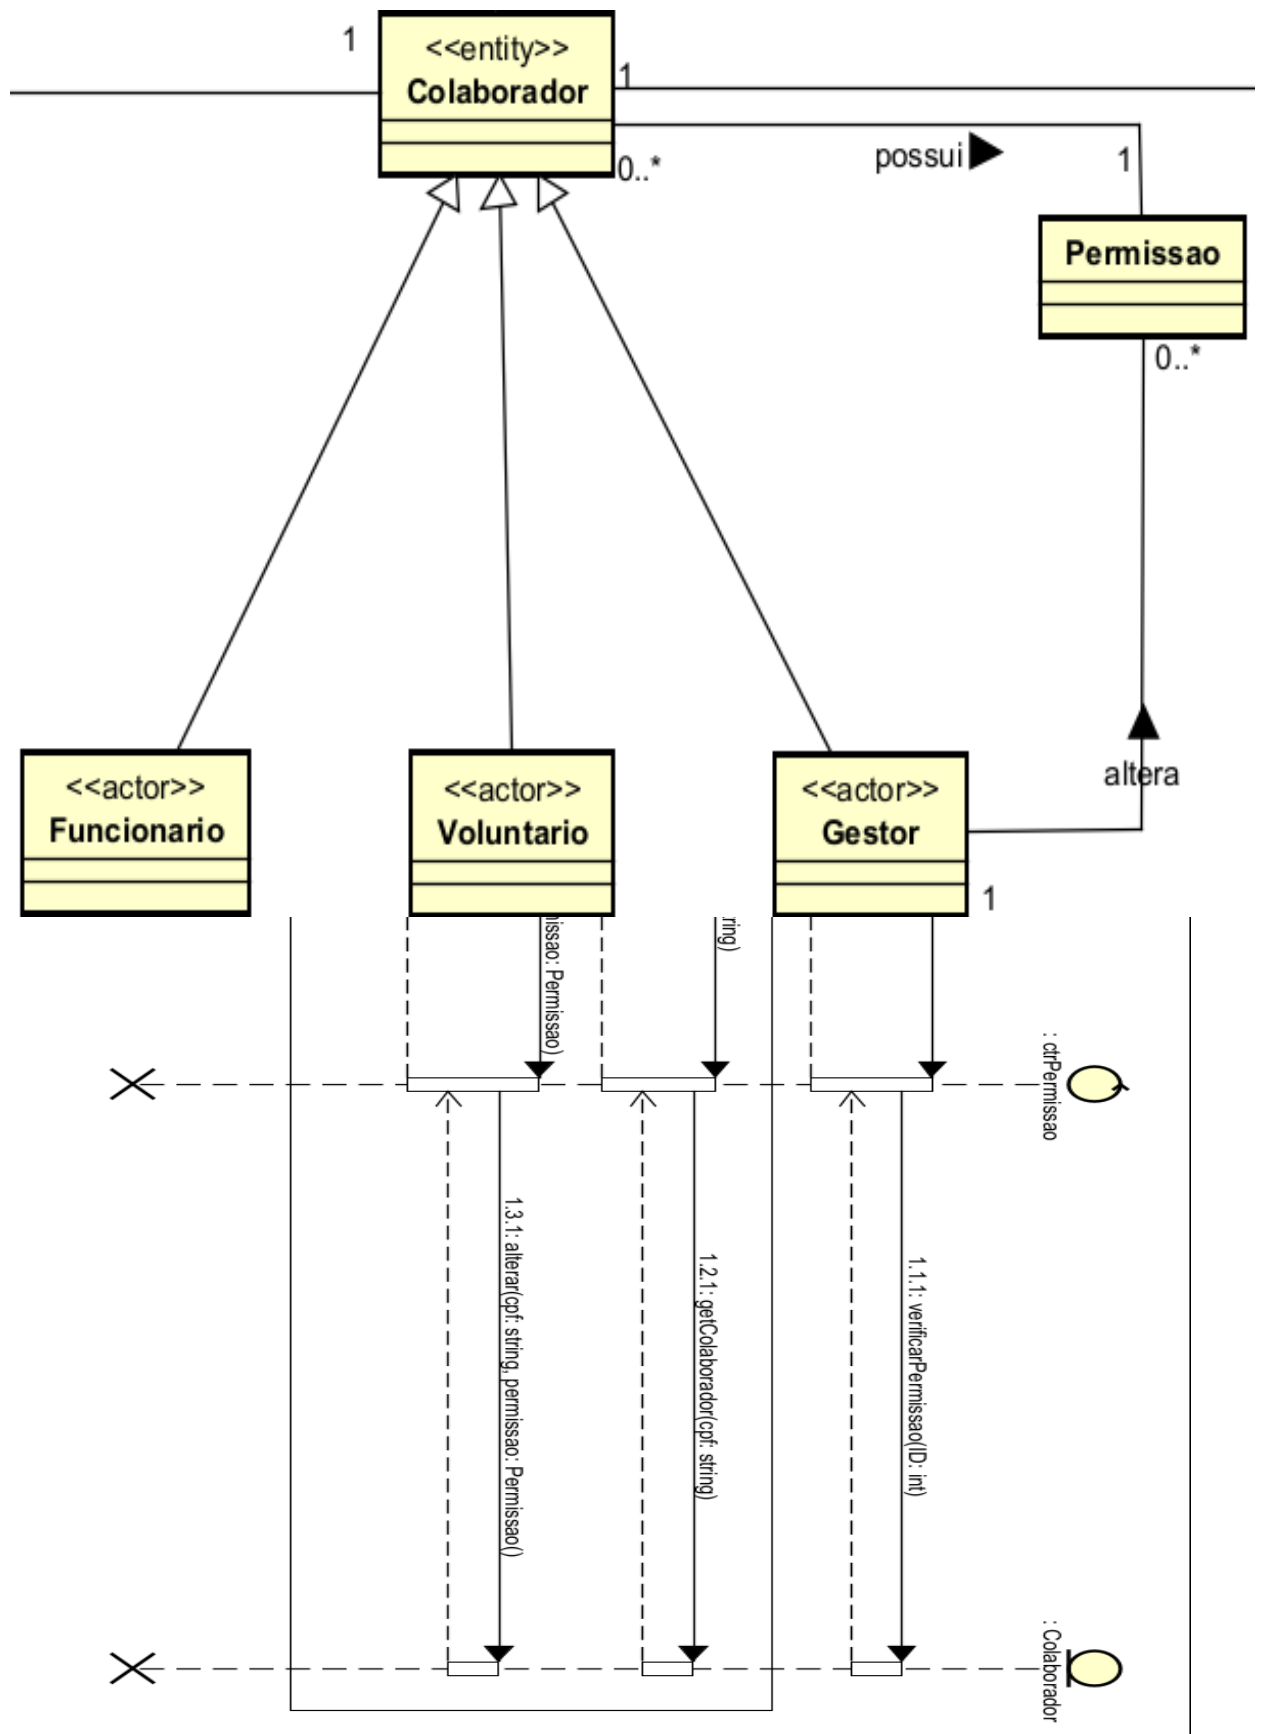 1
<<entity>>
Colaborador
1
0..*
possui
1
Permissao
0..*
altera
<<actor>>
Funcionario
<<actor>>
Voluntario
<<actor>>
Gestor
1
issao: Permissao)
ring)
: ctrPermissao
1.3.1: alterar(cpf: string, permissao: Permissao()
1.2.1: getColaborador(cpf: string)
1.1.1: verificarPermissao(ID: int)
: Colaborador